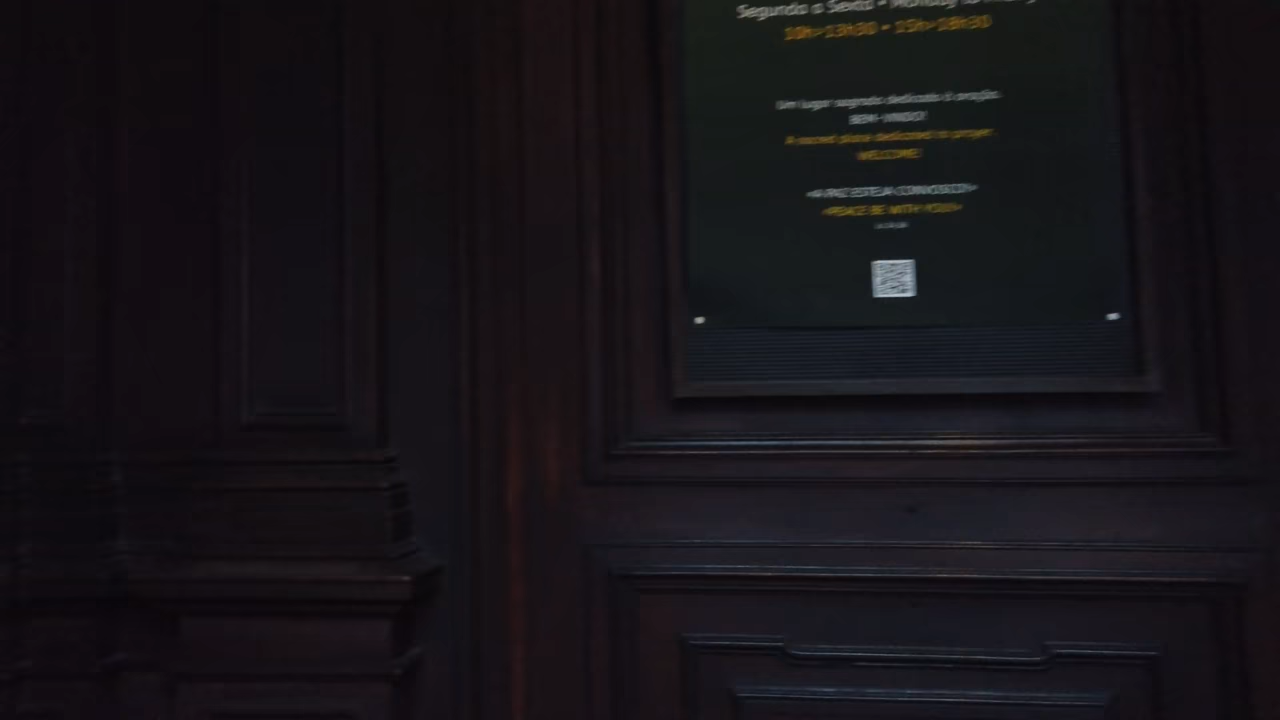 Segunda a Sexta • Monday to Friday
10h-13h30 • 15h-18h30
Um lugar sagrado dedicado à oração.
BEM-VINDO!
A sacred place dedicated to prayer.
WELCOME!
«A PAZ ESTEJA CONVOSCO!»
«PEACE BE WITH YOU!»